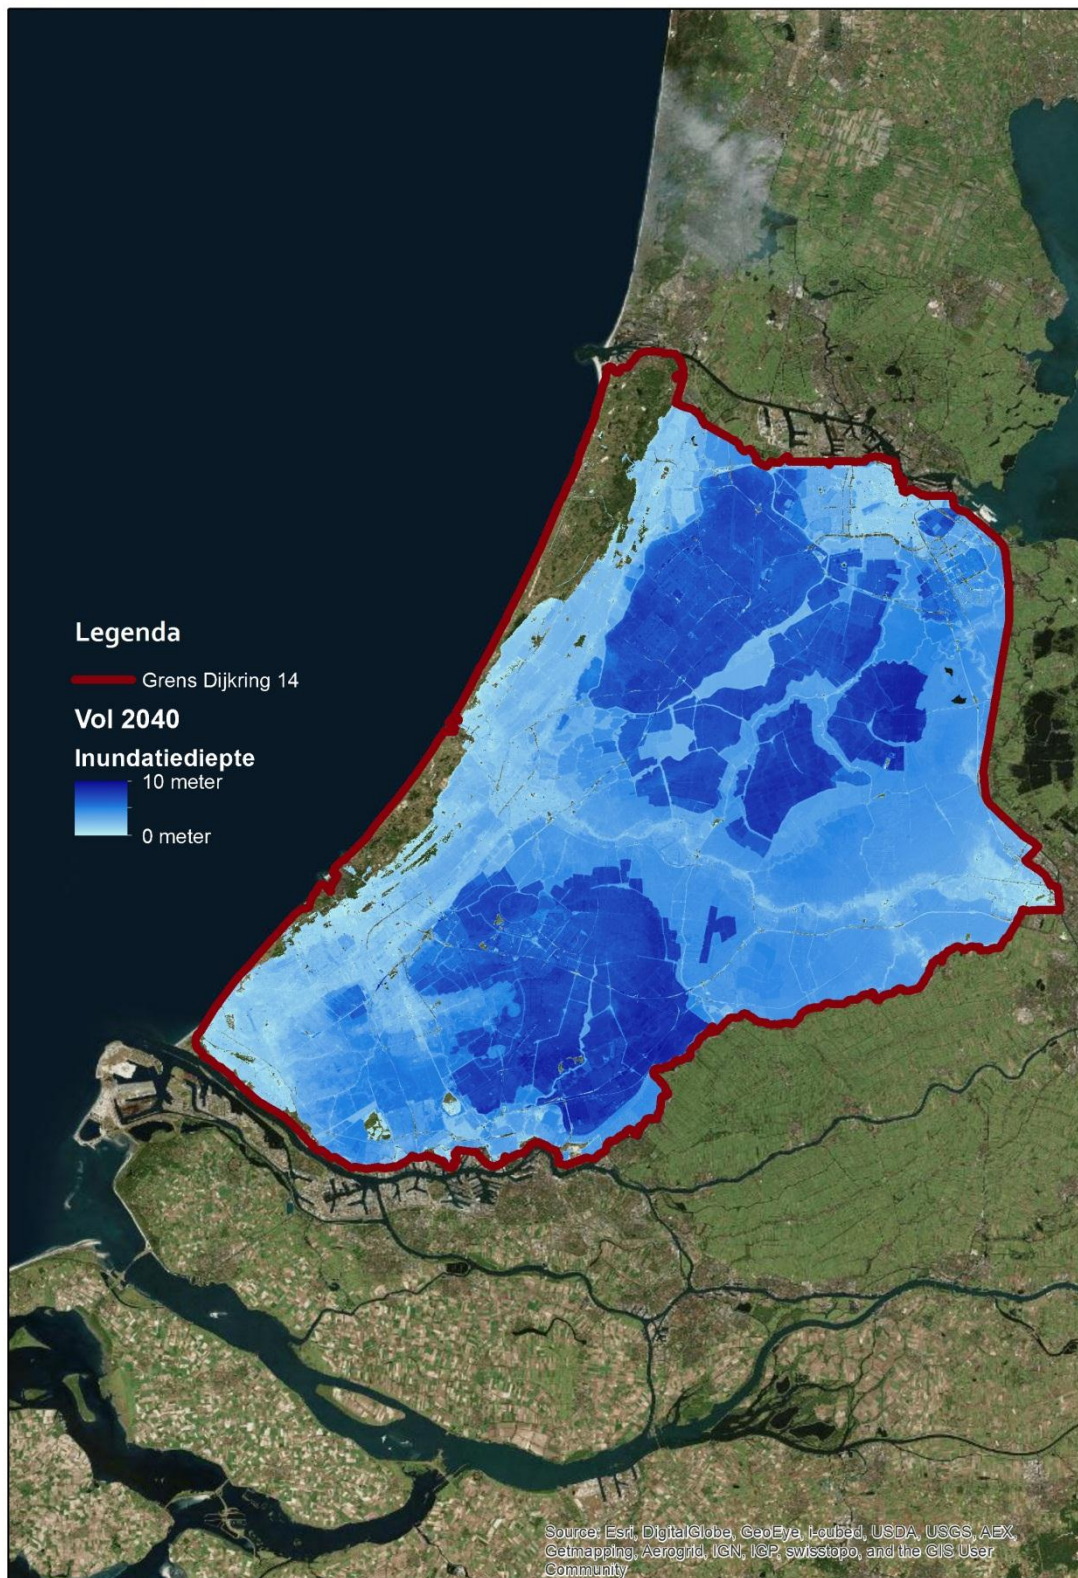 Legenda
Grens Dijkring 14
Vol 2040
Inundatiediepte
10 meter
0 meter
Source: Esri, DigitalGlobe, GeoEye, i-cubed, USDA, USGS, AEX,
Getmapping, Aerogrid, IGN, IGP, swisstopo, and the GIS User
Community